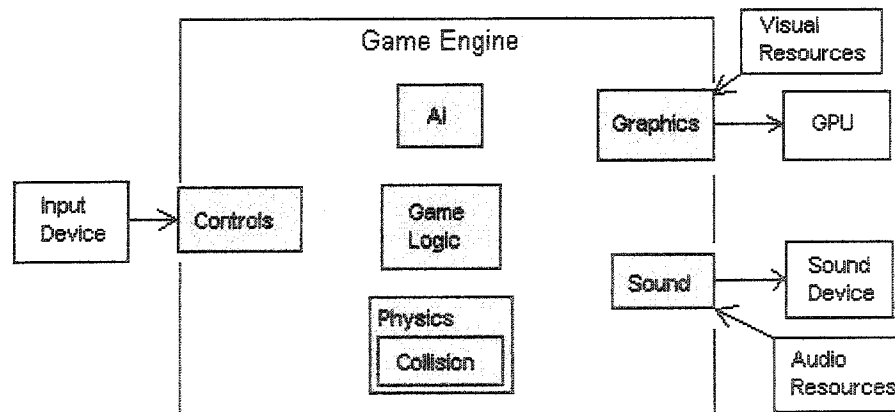 Game Engine
Visual
Resources
AI
Graphics
GPU
Input
Device
Controls
Game
Logic
Sound
Sound
Device
Physics
Collision
Audio
Resources